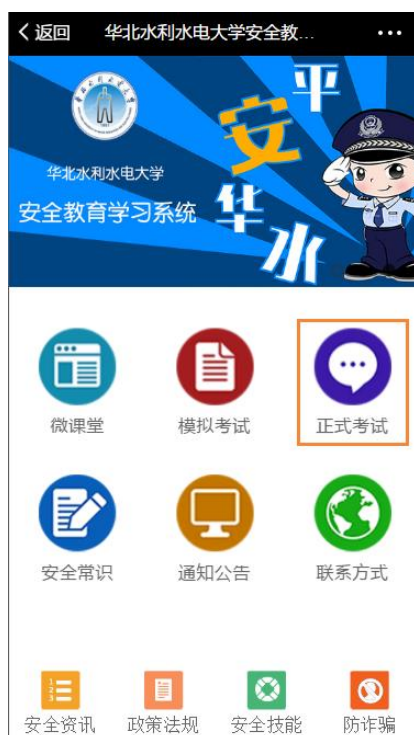 返回 华北水利水电大学安全教... ...
平
安
华
水
华北水利水电大学
安全教育学习系统
微课堂 模拟考试 正式考试
安全常识 通知公告 联系方式
1
2
3
安全资讯 政策法规 安全技能 防诈骗